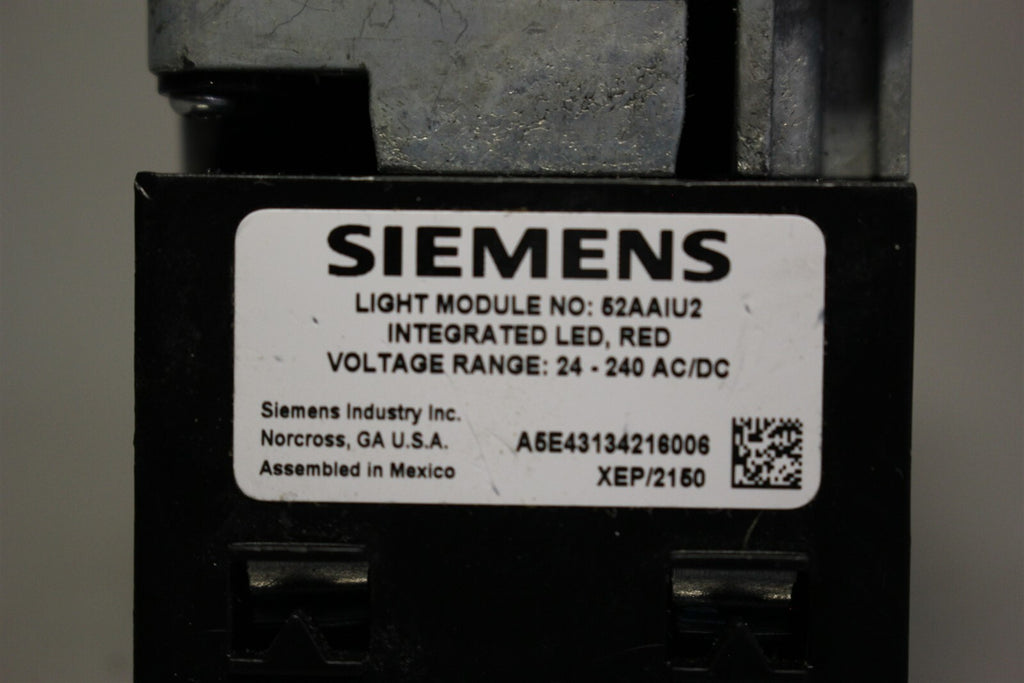 SIEMENS
LIGHT MODULE NO: 52AAIU2
INTEGRATED LED, RED
VOLTAGE RANGE: 24 - 240 AC/DC
Siemens Industry Inc.
Norcross, GA U.S.A.
Assembled in Mexico
A5E43134216006
XEP/2150